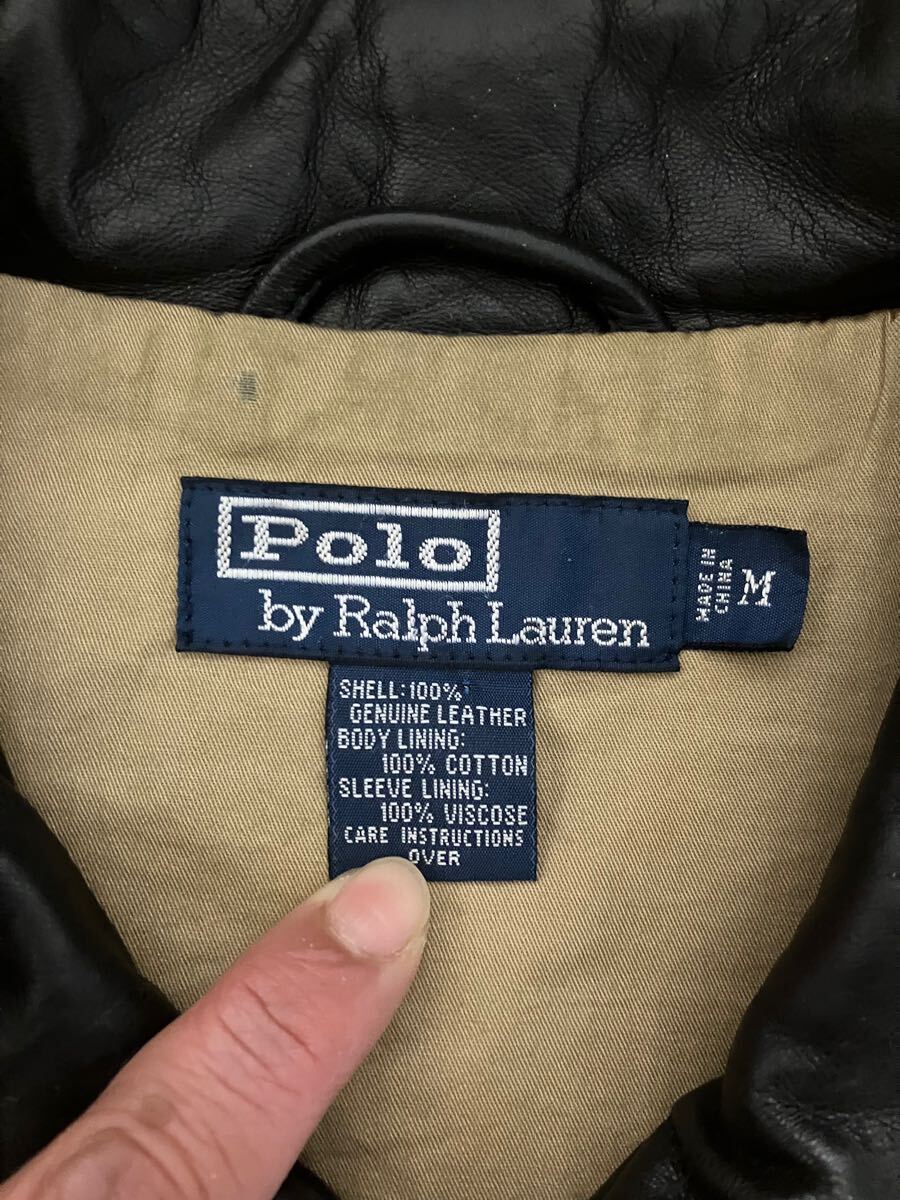 Polo
by Ralph Lauren
MADE IN
CHINA
M
SHELL: 100%
GENUINE LEATHER
BODY LINING:
100% COTTON
SLEEVE LINING:
100% VISCOSE
CARE INSTRUCTIONS
OVER